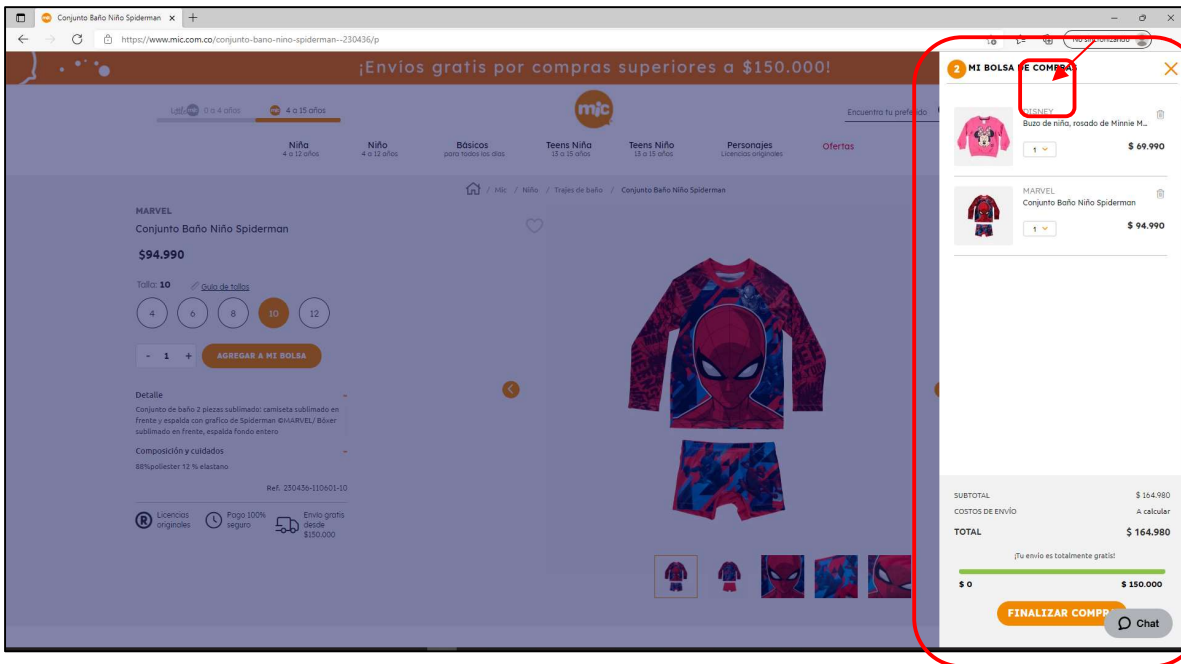 Conjunto Baño Niño Spiderman
https://www.mic.com.co/conjunto-bano-nino-spiderman--230436/p
No sincronizando
¡Envíos gratis por compras superiores a $150.000!
0 a 4 años
4 a 15 años
mic
Encuentra tu preferido
Niña
4 a 12 años
Niño
4 a 12 años
Básicos
para todos los días
Teens Niña
13 a 15 años
Teens Niño
13 a 15 años
Personajes
Licencias originales
Ofertas
/ Mic / Niño / Trajes de baño / Conjunto Baño Niño Spiderman
MARVEL
Conjunto Baño Niño Spiderman
$94.990
Talla: 10
Guía de tallas
4 6 8 10 12
- 1 +
AGREGAR A MI BOLSA
Detalle
Conjunto de baño 2 piezas sublimado: camiseta sublimado en
frente y espalda con grafico de Spiderman ©MARVEL/ Bóxer
sublimado en frente, espalda fondo entero
Composición y cuidados
88%poliester 12 % elastano
Ref. 230436-110601-10
Licencias
originales
Pago 100%
seguro
Envío gratis
desde
$150.000
2 MI BOLSA DE COMPRAS
DISNEY
Buzo de niña, rosado de Minnie M...
1
$ 69.990
MARVEL
Conjunto Baño Niño Spiderman
1
$ 94.990
SUBTOTAL $ 164.980
COSTOS DE ENVÍO A calcular
TOTAL $ 164.980
¡Tu envío es totalmente gratis!
$ 0 $ 150.000
FINALIZAR COMPR
Chat